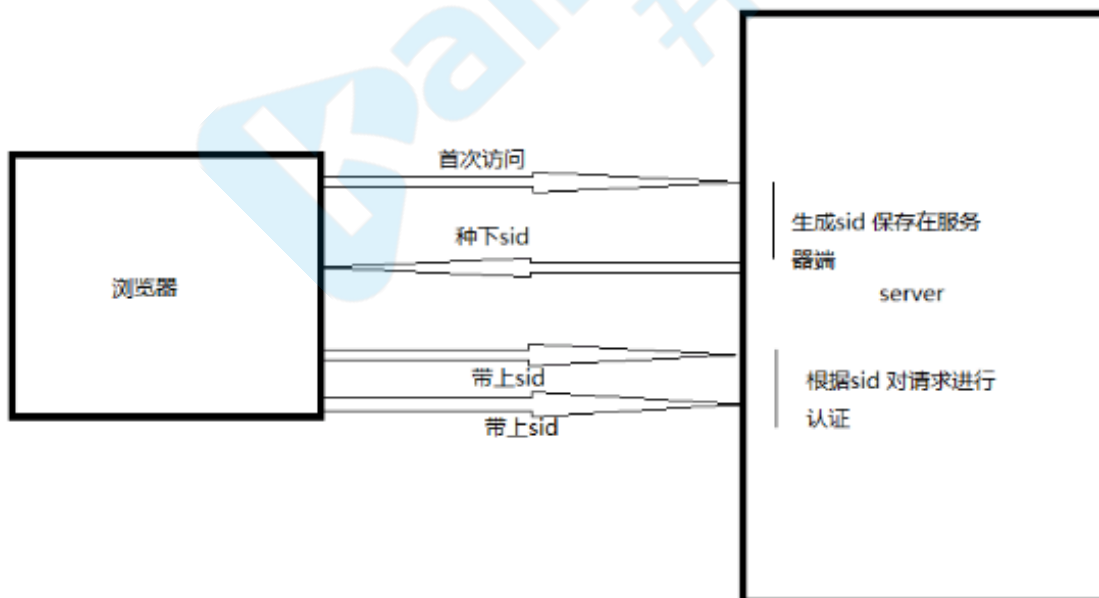 首次访问
种下sid
浏览器
带上sid
带上sid
生成sid 保存在服务
器端
server
根据sid 对请求进行
认证